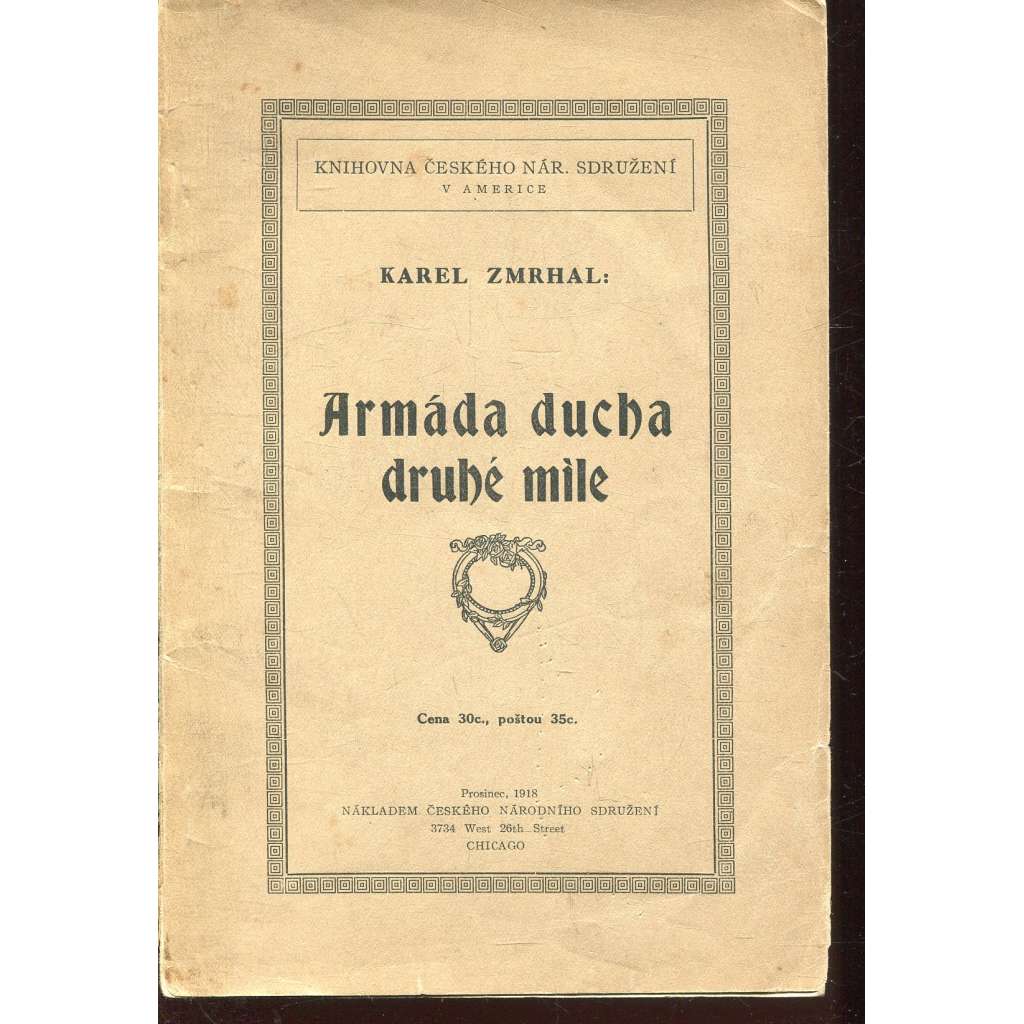 KNIHOVNA ČESKÉHO NÁR. SDRUŽENÍ
V AMERICE
KAREL ZMRHAL:
Armáda ducha
druhé míle
Cena 30c., poštou 35c.
Prosinec, 1918
NÁKLADEM ČESKÉHO NÁRODNÍHO SDRUŽENÍ
3734 West 26th Street
CHICAGO